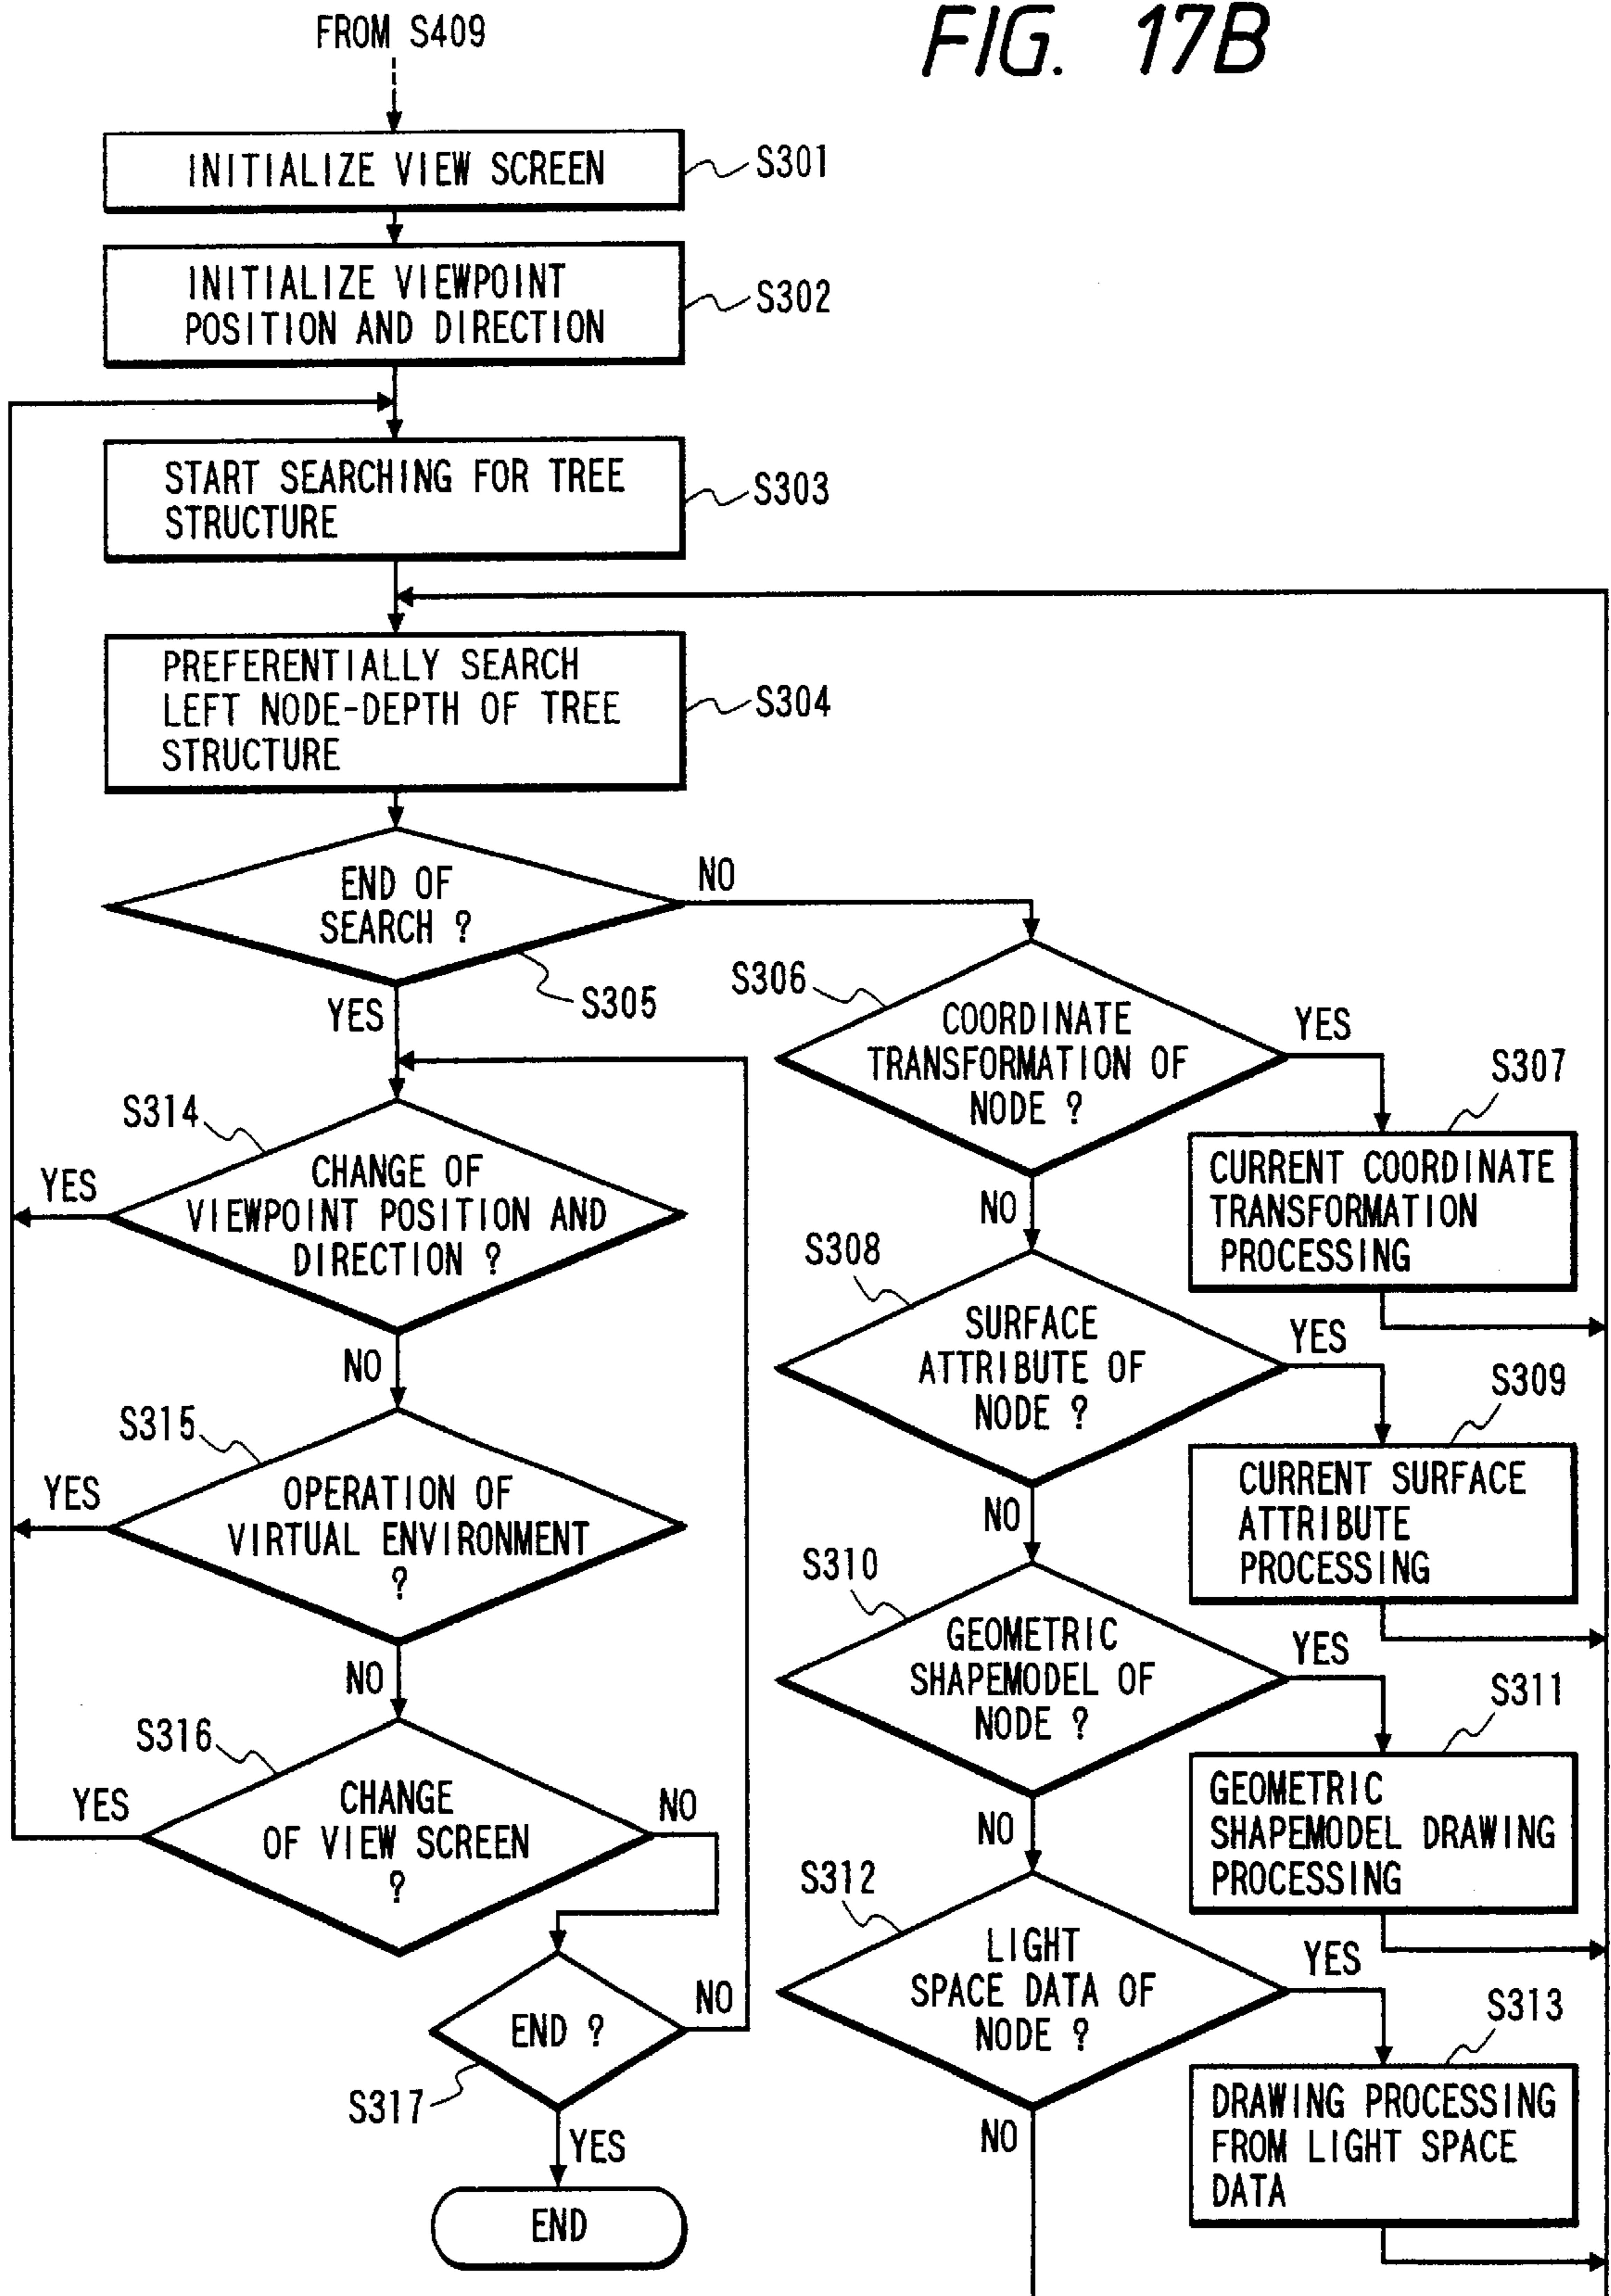 FROM S409
FIG. 17B
INITIALIZE VIEW SCREEN
S301
INITIALIZE VIEWPOINT
POSITION AND DIRECTION
S302
START SEARCHING FOR TREE
STRUCTURE
S303
PREFERENTIALLY SEARCH
LEFT NODE-DEPTH OF TREE
STRUCTURE
S304
END OF
SEARCH ?
NO
S305
YES
S306
COORDINATE
TRANSFORMATION OF
NODE ?
YES
NO
S307
CURRENT COORDINATE
TRANSFORMATION
PROCESSING
S314
CHANGE OF
VIEWPOINT POSITION AND
DIRECTION ?
YES
NO
S308
SURFACE
ATTRIBUTE OF
NODE ?
YES
NO
S309
CURRENT SURFACE
ATTRIBUTE
PROCESSING
S315
OPERATION OF
VIRTUAL ENVIRONMENT
?
YES
NO
S310
GEOMETRIC
SHAPEMODEL OF
NODE ?
YES
NO
S311
GEOMETRIC
SHAPEMODEL DRAWING
PROCESSING
S316
CHANGE
OF VIEW SCREEN
?
YES
NO
S312
LIGHT
SPACE DATA OF
NODE ?
YES
NO
S313
DRAWING PROCESSING
FROM LIGHT SPACE
DATA
END ?
NO
S317
YES
END